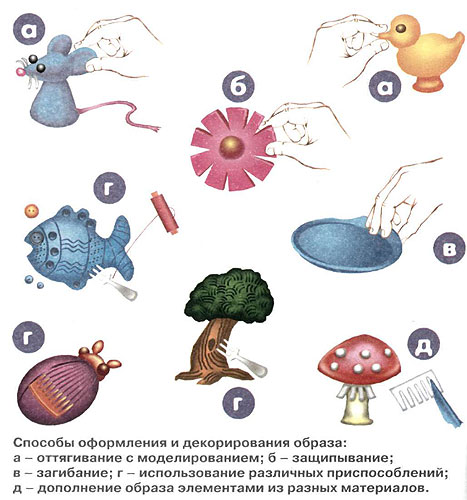 а
б
а
г
в
г
г
д
Способы оформления и декорирования образа:
а – оттягивание с моделированием; б – защипывание;
в – загибание; г – использование различных приспособлений;
д – дополнение образа элементами из разных материалов.